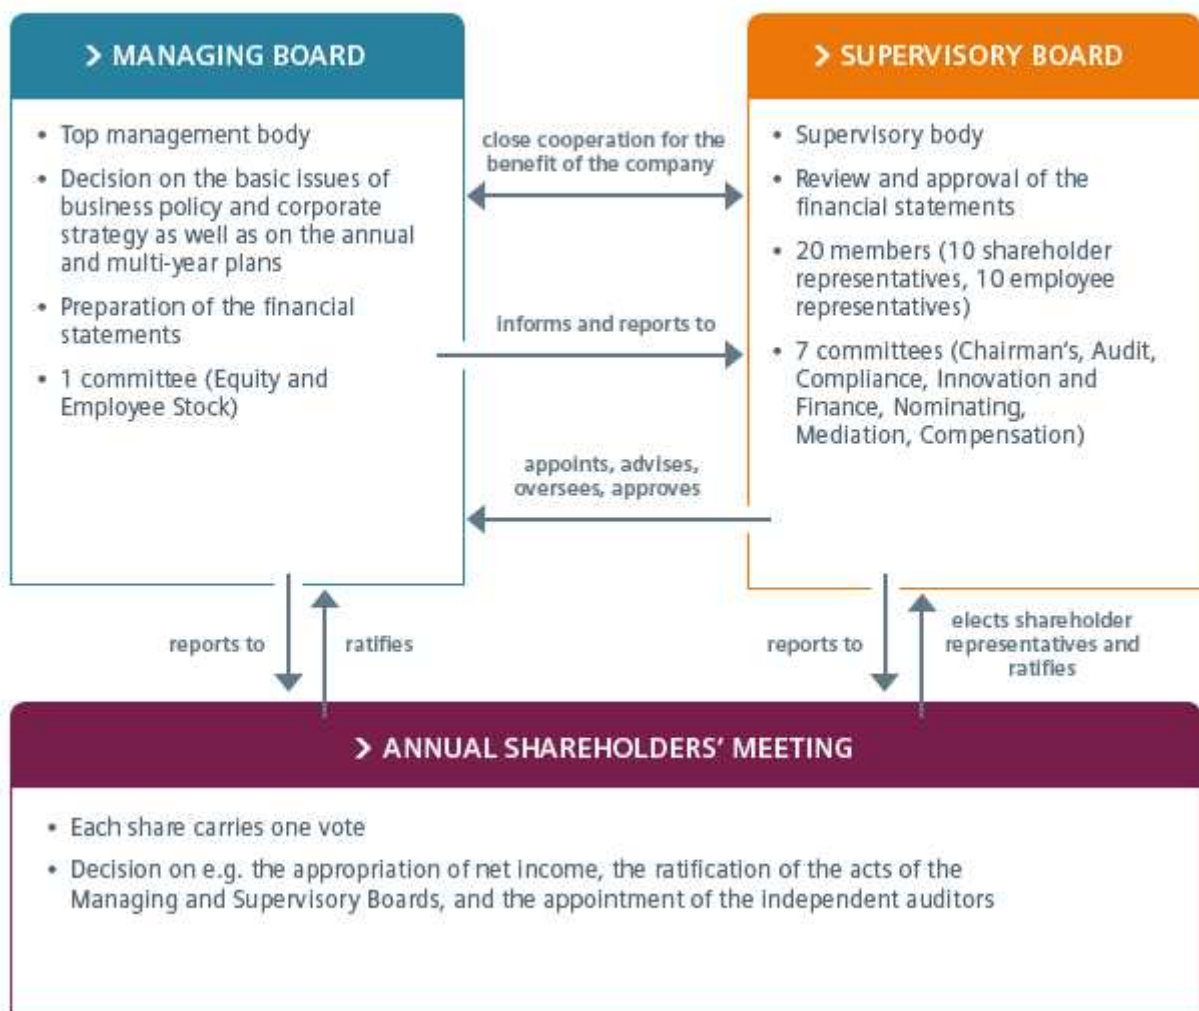 > MANAGING BOARD
• Top management body
• Decision on the basic issues of
business policy and corporate
strategy as well as on the annual
and multi-year plans
• Preparation of the financial
statements
• 1 committee (Equity and
Employee Stock)
close cooperation for the
benefit of the company
informs and reports to
appoints, advises,
oversees, approves
> SUPERVISORY BOARD
• Supervisory body
• Review and approval of the
financial statements
• 20 members (10 shareholder
representatives, 10 employee
representatives)
• 7 committees (Chairman’s, Audit,
Compliance, Innovation and
Finance, Nominating,
Mediation, Compensation)
reports to
ratifies
reports to
elects shareholder
representatives and
ratifies
> ANNUAL SHAREHOLDERS’ MEETING
• Each share carries one vote
• Decision on e.g. the appropriation of net income, the ratification of the acts of the
Managing and Supervisory Boards, and the appointment of the independent auditors